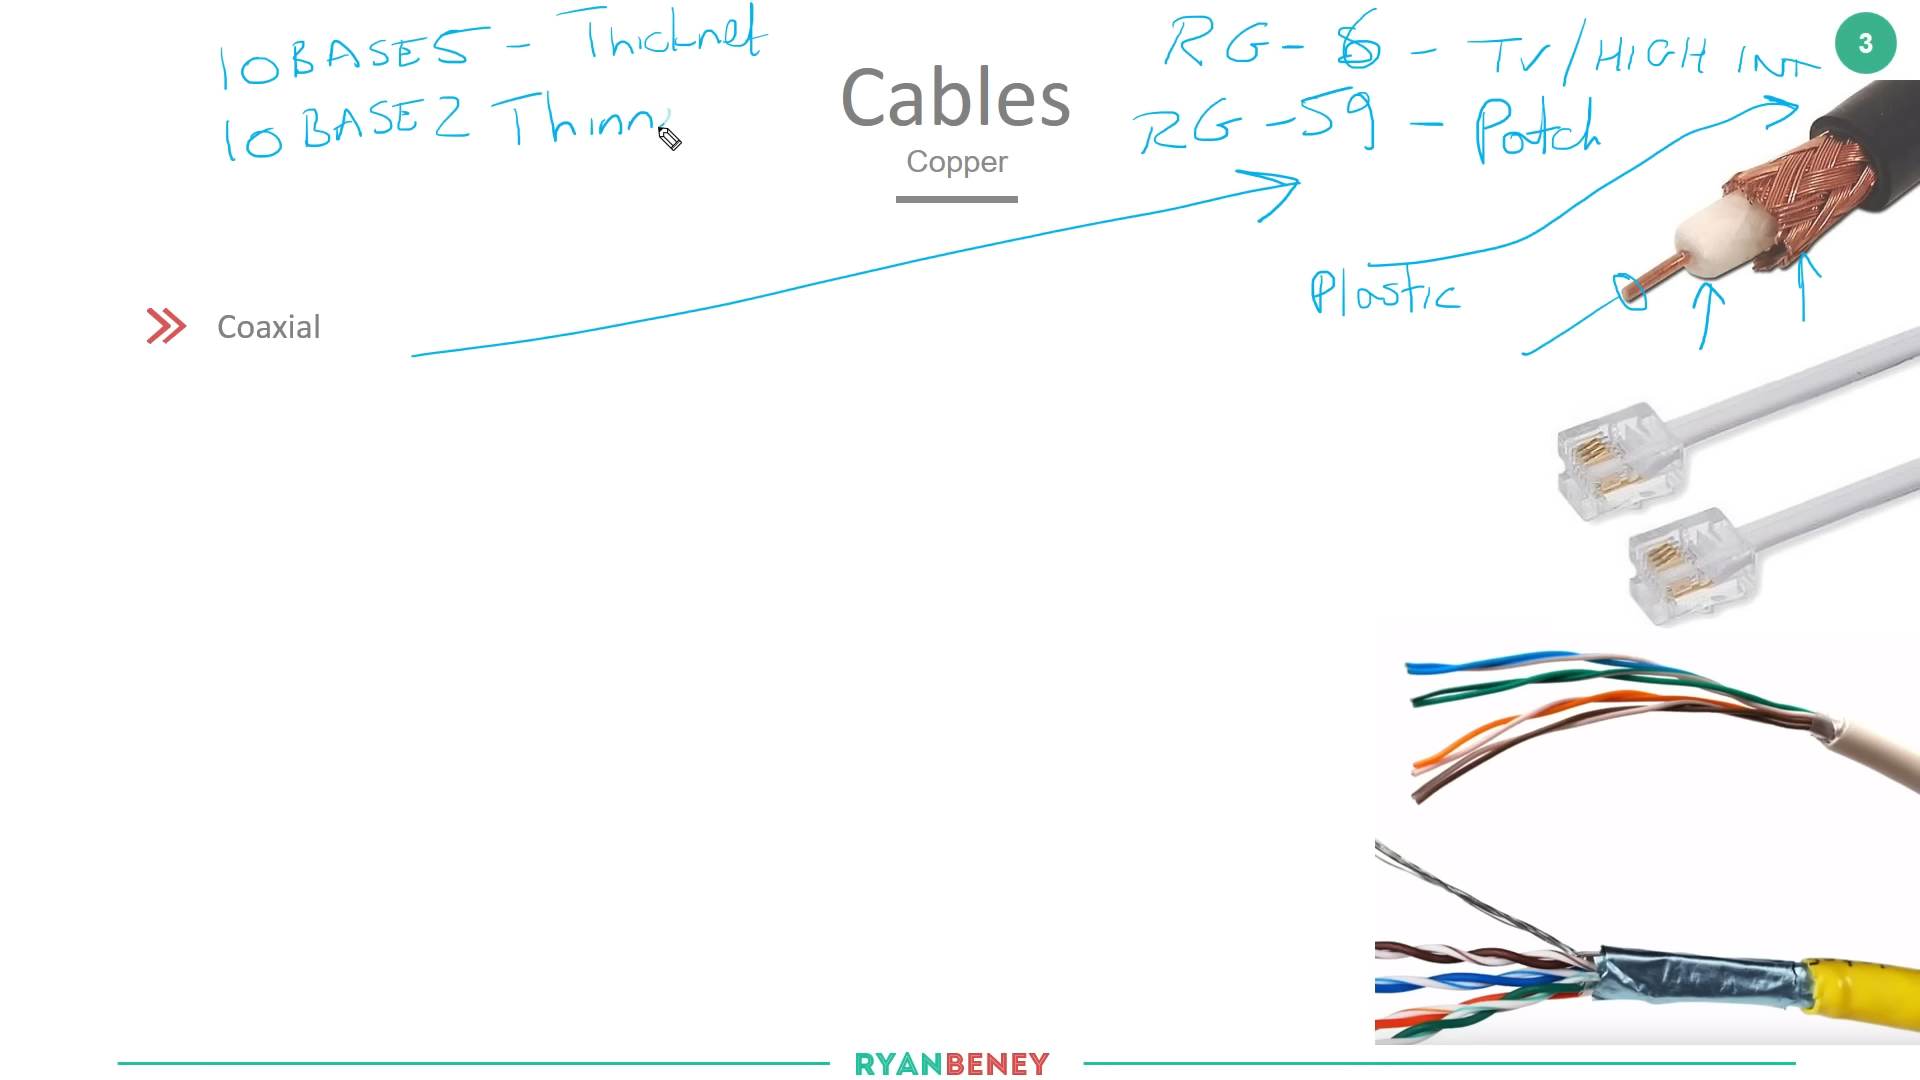 10BASE5 - Thicknet
10BASE2 Thinn
Cables
Copper
RG-6 - TV/HIGH INT
RG-59 - Patch
3
Plastic
Coaxial
RYANBENEY